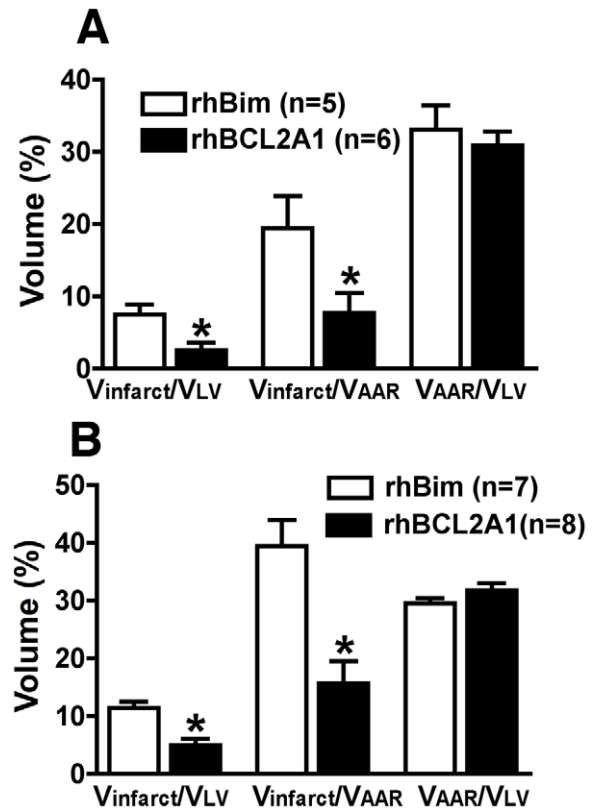 A
40
30
20
10
0
Volume (%)
rhBim (n=5)
rhBCL2A1 (n=6)
*
*
Vinfarct/VLV Vinfarct/VAAR VAAR/VLV
B
50
40
30
20
10
0
Volume (%)
rhBim (n=7)
rhBCL2A1(n=8)
*
*
Vinfarct/VLV Vinfarct/VAAR VAAR/VLV